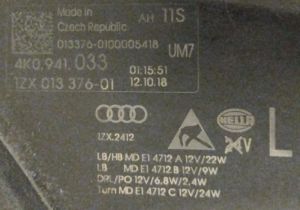 Made in AH 11S
Czech Republic
013376-0100005418 UM7
4K0.941.033 01:15:51
1ZX 013 376-01 12.10.18
HELLA
1ZX.2412 L
LB/HB MD E1 4712 A 12V/22W
LB MD E1 4712.B 12V/9W
DRL/PO 12V/6.8W/2.4W
Turn MD E1 4712 C 12V/24W